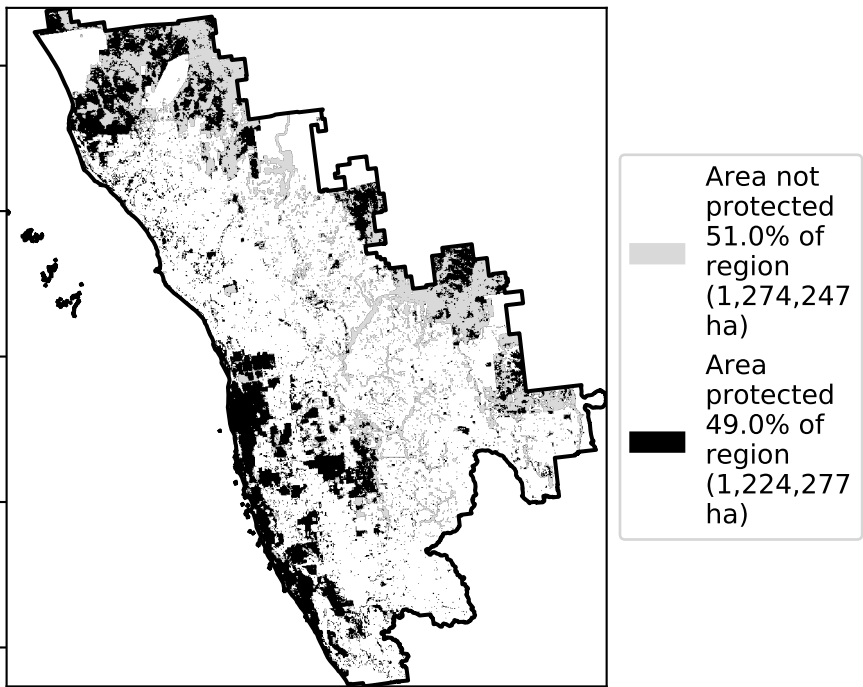 Area not
protected
51.0% of
region
(1,274,247
ha)
Area
protected
49.0% of
region
(1,224,277
ha)